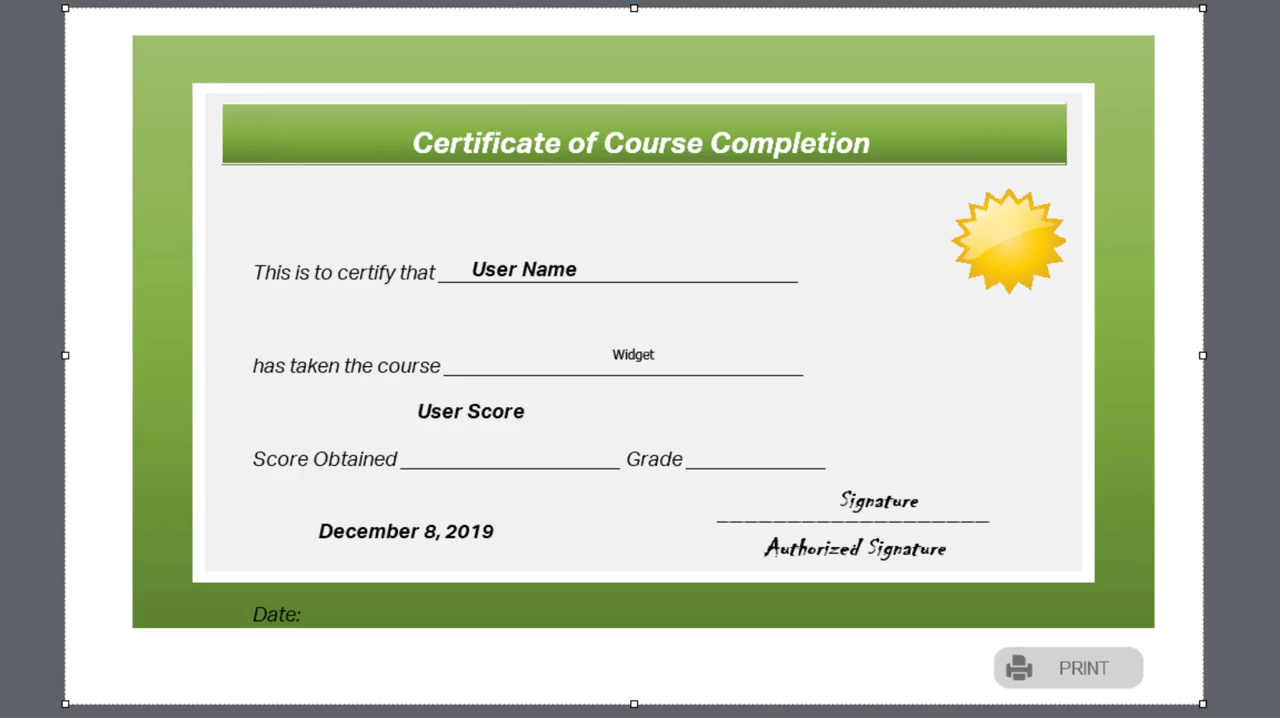 Certificate of Course Completion
This is to certify that User Name
Widget
has taken the course
User Score
Score Obtained Grade
Signature
December 8, 2019
Authorized Signature
Date:
PRINT